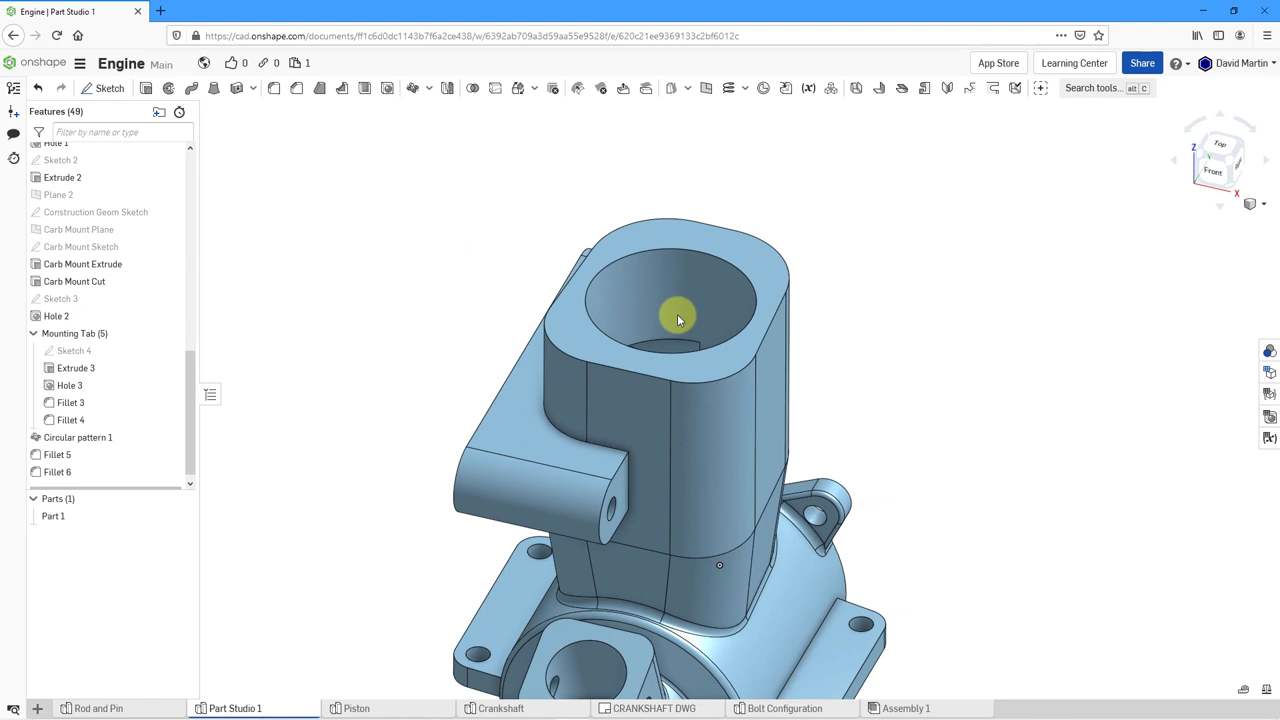 Engine | Part Studio 1
https://cad.onshape.com/documents/ff1c6d0dc1143b7f6a2ce438/w/6392ab709a3d59aa55e9528f/e/620c21ee9369133c2bf6012c
onshape
Engine Main
0
0
1
App Store
Learning Center
Share
David Martin
Sketch
Search tools... alt C
Features (49)
Filter by name or type
Hole 1
Sketch 2
Extrude 2
Plane 2
Construction Geom Sketch
Carb Mount Plane
Carb Mount Sketch
Carb Mount Extrude
Carb Mount Cut
Sketch 3
Hole 2
Mounting Tab (5)
Sketch 4
Extrude 3
Hole 3
Fillet 3
Fillet 4
Circular pattern 1
Fillet 5
Fillet 6
Parts (1)
Part 1
Top
Z
Front
X
Rod and Pin
Part Studio 1
Piston
Crankshaft
CRANKSHAFT DWG
Bolt Configuration
Assembly 1